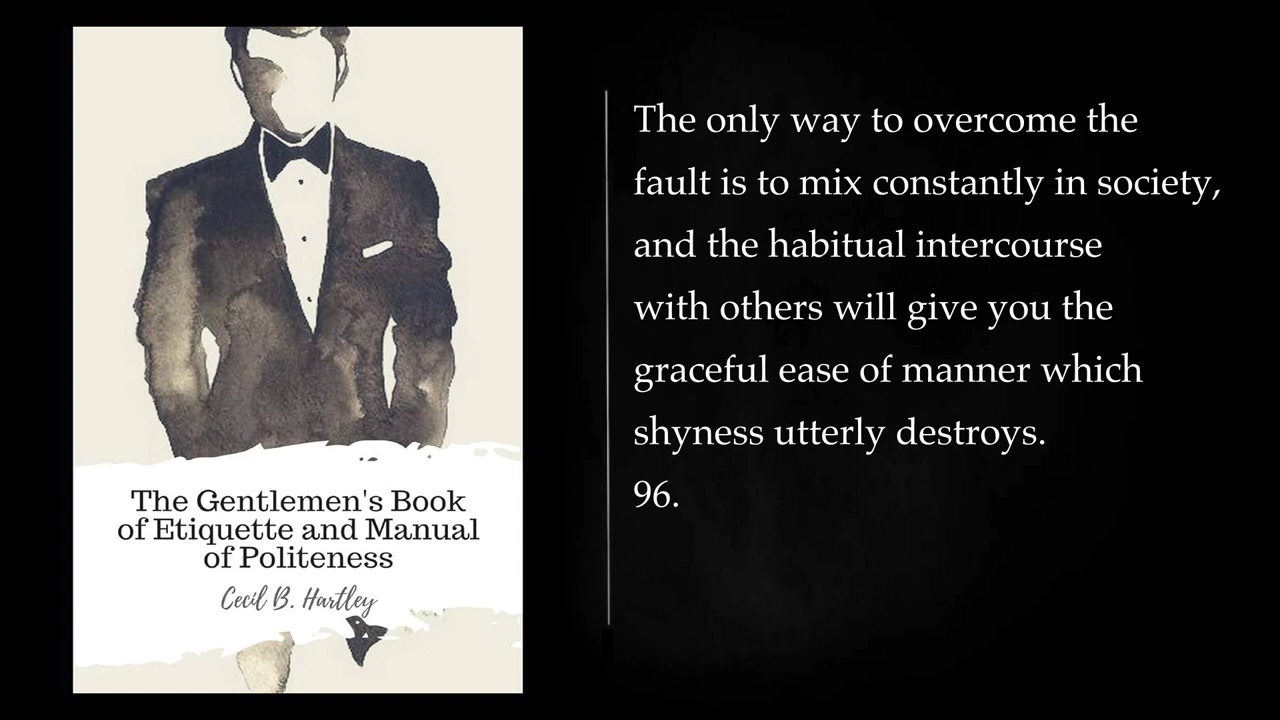 The Gentlemen's Book
of Etiquette and Manual
of Politeness
Cecil B. Hartley
The only way to overcome the
fault is to mix constantly in society,
and the habitual intercourse
with others will give you the
graceful ease of manner which
shyness utterly destroys.
96.